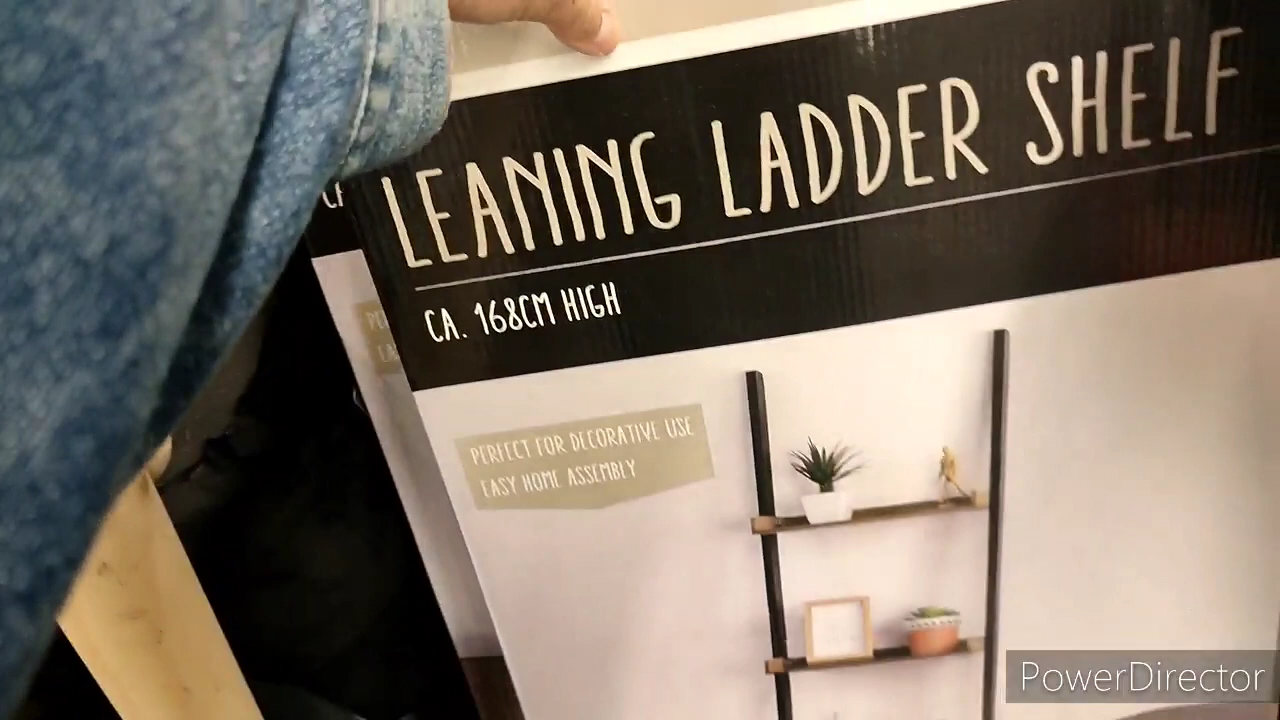 LEANING LADDER SHELF
CA. 168CM HIGH
PERFECT FOR DECORATIVE USE
EASY HOME ASSEMBLY
PowerDirector